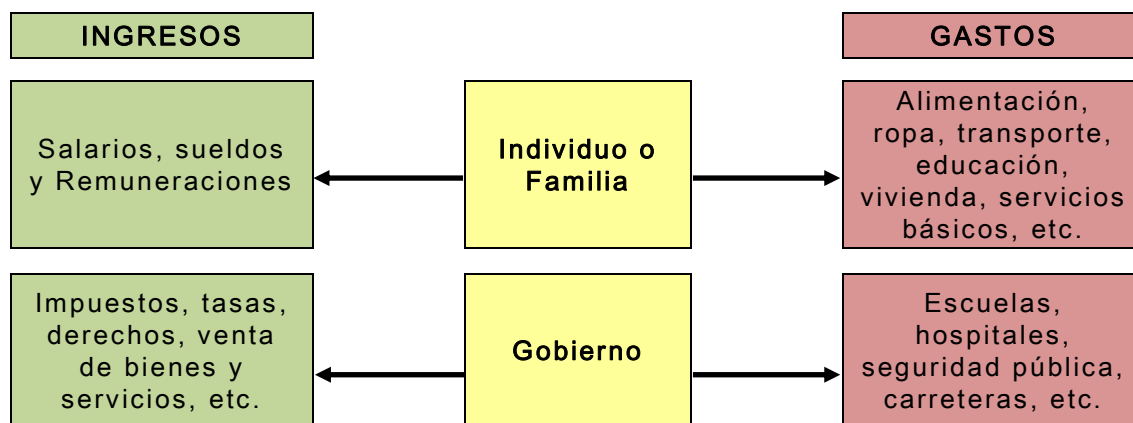 INGRESOS
GASTOS
Salarios, sueldos
y Remuneraciones
Individuo o
Familia
Alimentación,
ropa, transporte,
educación,
vivienda, servicios
básicos, etc.
Impuestos, tasas,
derechos, venta
de bienes y
servicios, etc.
Gobierno
Escuelas,
hospitales,
seguridad pública,
carreteras, etc.